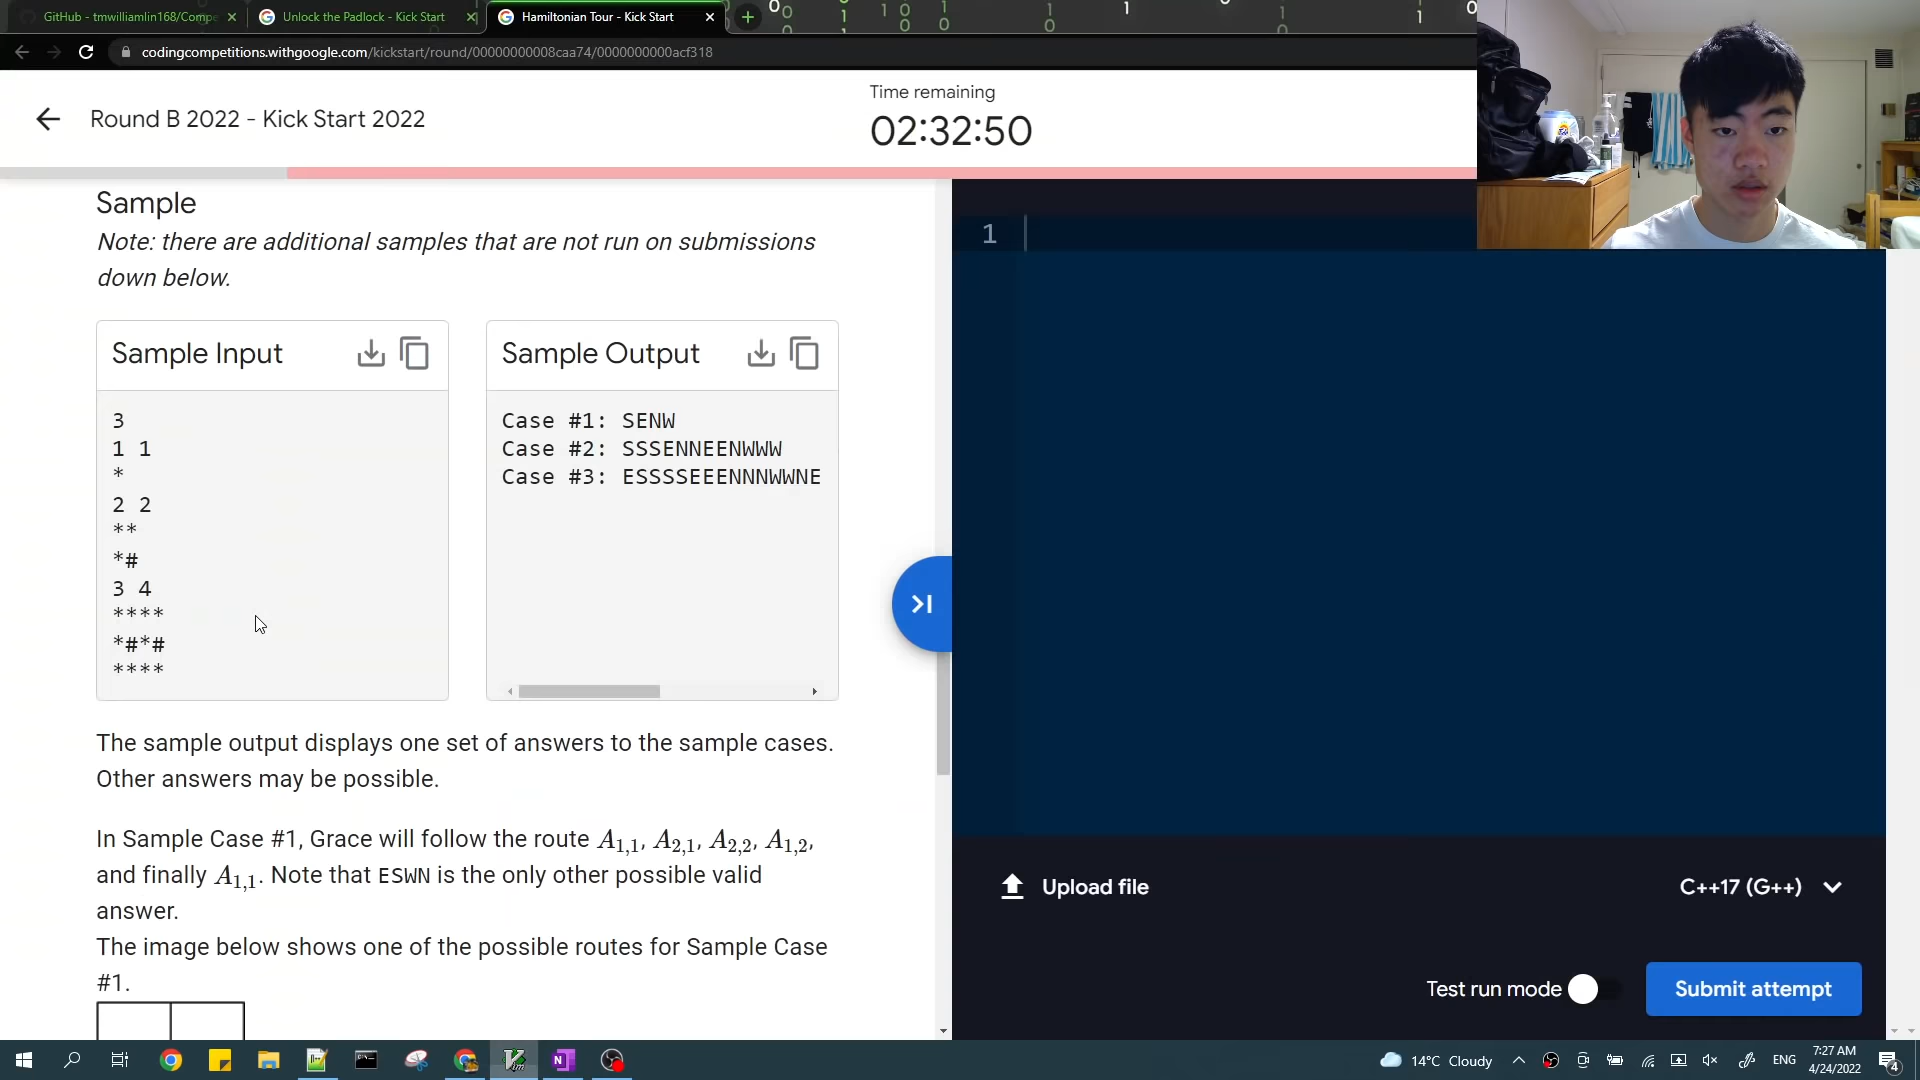 GitHub - tmwilliamlin168/Compe
Unlock the Padlock - Kick Start
Hamiltonian Tour - Kick Start
codingcompetitions.withgoogle.com/kickstart/round/00000000008caa74/0000000000acf318
Round B 2022 - Kick Start 2022
Time remaining
02:32:50
Sample
Note: there are additional samples that are not run on submissions
down below.
Sample Input
3
1 1
*
2 2
**
*#
3 4
****
*#*#
****
Sample Output
Case #1: SENW
Case #2: SSSENNEENWWW
Case #3: ESSSSEEENNNWWNE
The sample output displays one set of answers to the sample cases.
Other answers may be possible.
In Sample Case #1, Grace will follow the route A1,1, A2,1, A2,2, A1,2,
and finally A1,1. Note that ESWN is the only other possible valid
answer.
The image below shows one of the possible routes for Sample Case
#1.
1
Upload file
C++17 (G++)
Test run mode
Submit attempt
14°C Cloudy
ENG
7:27 AM
4/24/2022
4